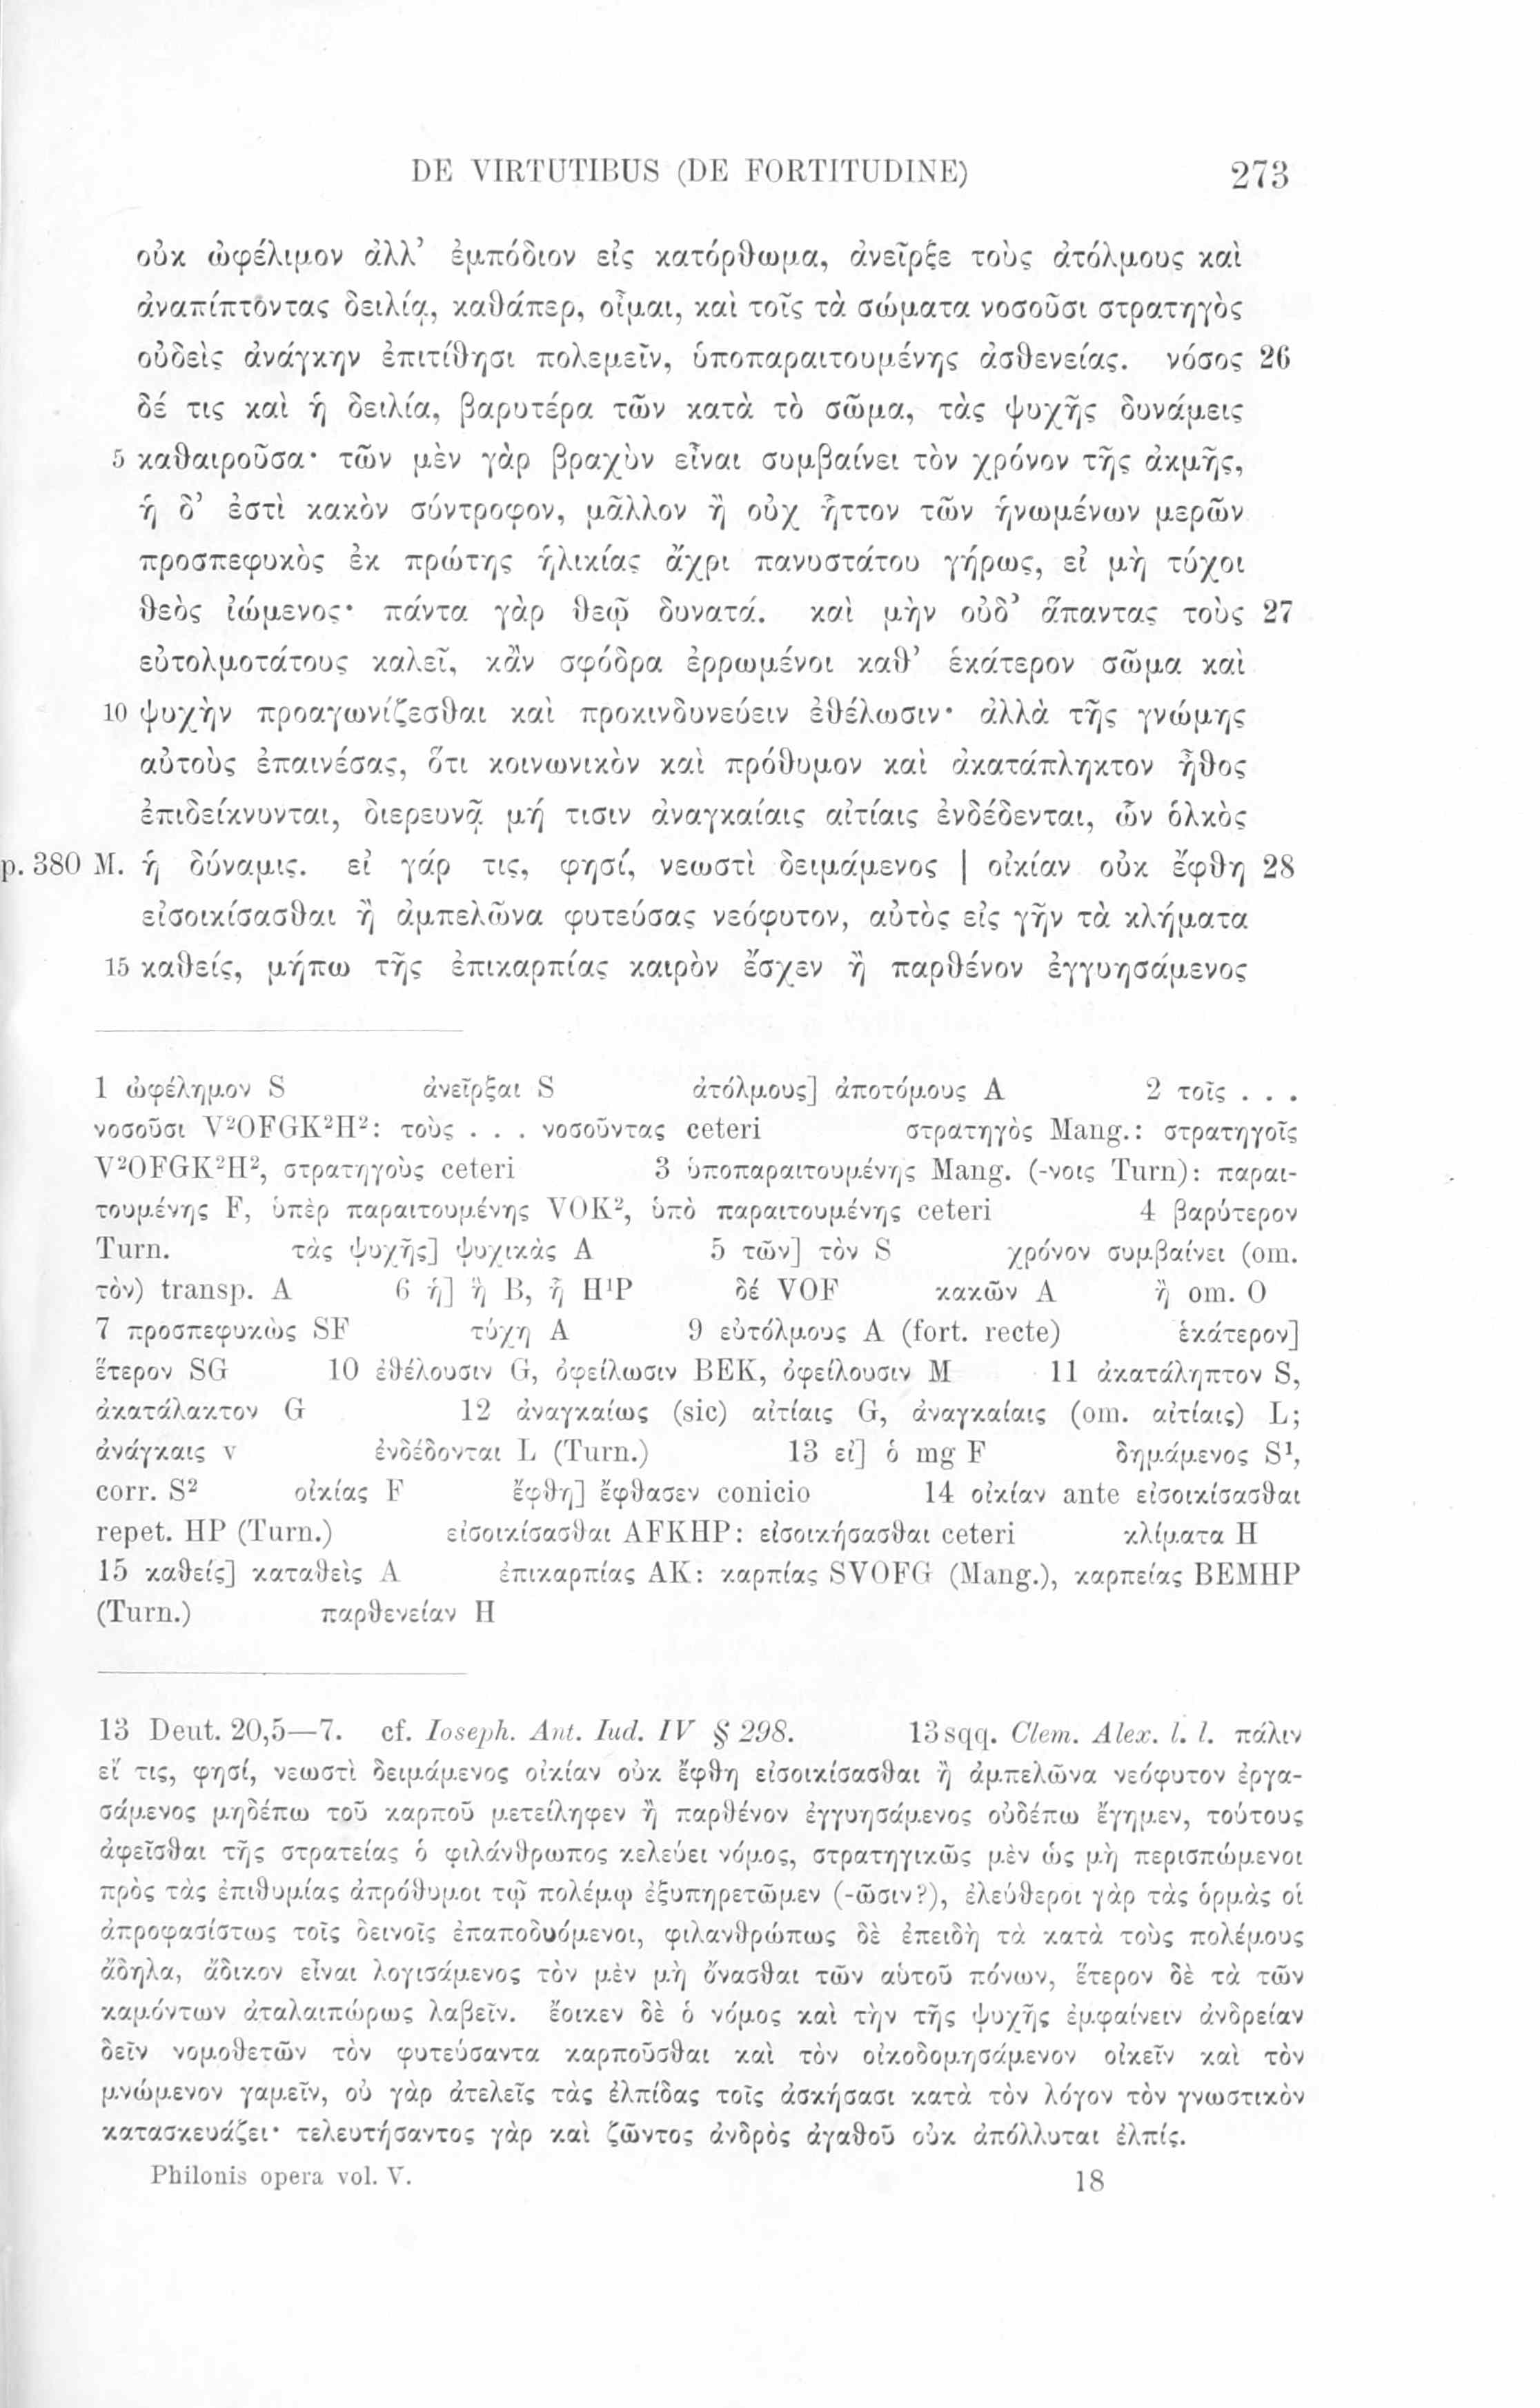 DE VIRTUTIBUS (DE FORTITUDINE) 273
οὐκ ὠφέλιμον ἀλλ’ ἐμπόδιον εἰς κατόρθωμα, ἀνεῖρξε τοὺς ἀτόλμους καὶ
ἀναπίπτοντας δειλίᾳ, καθάπερ, οἶμαι, καὶ τοῖς τὰ σώματα νοσοῦσι στρατηγὸς
οὐδεὶς ἀνάγκην ἐπιτίθησι πολεμεῖν, ὑποπαραιτουμένης ἀσθενείας. νόσος 26
δέ τις καὶ ἡ δειλία, βαρυτέρα τῶν κατὰ τὸ σῶμα, τὰς ψυχῆς δυνάμεις
5 καθαιροῦσα· τῶν μὲν γὰρ βραχὺν εἶναι συμβαίνει τὸν χρόνον τῆς ἀκμῆς,
ἡ δ’ ἐστὶ κακὸν σύντροφον, μᾶλλον ἢ οὐχ ἧττον τῶν ἡνωμένων μερῶν
προσπεφυκὸς ἐκ πρώτης ἡλικίας ἄχρι πανυστάτου γήρως, εἰ μὴ τύχοι
θεὸς ἰώμενος· πάντα γὰρ θεῷ δυνατά. καὶ μὴν οὐδ’ ἅπαντας τοὺς 27
εὐτολμοτάτους καλεῖ, κἂν σφόδρα ἐρρωμένοι καθ’ ἑκάτερον σῶμα καὶ
10 ψυχὴν προαγωνίζεσθαι καὶ προκινδυνεύειν ἐθέλωσιν· ἀλλὰ τῆς γνώμης
αὐτοὺς ἐπαινέσας, ὅτι κοινωνικὸν καὶ πρόθυμον καὶ ἀκατάπληκτον ἦθος
ἐπιδείκνυνται, διερευνᾷ μή τισιν ἀναγκαίαις αἰτίαις ἐνδέδενται, ὧν ὁλκὸς
p. 380 M. ἡ δύναμις. εἰ γάρ τις, φησί, νεωστὶ δειμάμενος | οἰκίαν οὐκ ἔφθη 28
εἰσοικίσασθαι ἢ ἀμπελῶνα φυτεύσας νεόφυτον, αὐτὸς εἰς γῆν τὰ κλήματα
15 καθείς, μήπω τῆς ἐπικαρπίας καιρὸν ἔσχεν ἢ παρθένον ἐγγυησάμενος
1 ὠφέλημον S ἀνεῖρξαι S ἀτόλμους] ἀποτόμους A 2 τοῖς . . .
νοσοῦσι V²OFGK²H²: τοὺς . . . νοσοῦντας ceteri στρατηγὸς Mang.: στρατηγοῖς
V²OFGK²H², στρατηγοὺς ceteri 3 ὑποπαραιτουμένης Mang. (-νοις Turn): παραι-
τουμένης F, ὑπὲρ παραιτουμένης VOK², ὑπὸ παραιτουμένης ceteri 4 βαρύτερον
Turn. τὰς ψυχῆς] ψυχικὰς A 5 τῶν] τὸν S χρόνον συμβαίνει (om.
τὸν) transp. A 6 ἡ] ἢ B, ᾗ H¹P δέ VOF κακῶν A ἢ om. O
7 προσπεφυκὼς SF τύχῃ A 9 εὐτόλμους A (fort. recte) ἑκάτερον]
ἕτερον SG 10 ἐθέλουσιν G, ὀφείλωσιν BEK, ὀφείλουσιν M 11 ἀκατάληπτον S,
ἀκατάλακτον G 12 ἀναγκαίως (sic) αἰτίαις G, ἀναγκαίαις (om. αἰτίαις) L;
ἀνάγκαις v ἐνδέδονται L (Turn.) 13 εἰ] ὁ mg F δημάμενος S¹,
corr. S² οἰκίας F ἔφθη] ἔφθασεν conicio 14 οἰκίαν ante εἰσοικίσασθαι
repet. HP (Turn.) εἰσοικίσασθαι AFKHP: εἰσοικήσασθαι ceteri κλίματα H
15 καθείς] καταθεὶς A ἐπικαρπίας AK: καρπίας SVOFG (Mang.), καρπείας BEMHP
(Turn.) παρθενείαν H
13 Deut. 20,5—7. cf. Ioseph. Ant. Iud. IV § 298. 13 sqq. Clem. Alex. l. l. πάλιν
εἴ τις, φησί, νεωστὶ δειμάμενος οἰκίαν οὐκ ἔφθη εἰσοικίσασθαι ἢ ἀμπελῶνα νεόφυτον ἐργα-
σάμενος μηδέπω τοῦ καρποῦ μετείληφεν ἢ παρθένον ἐγγυησάμενος οὐδέπω ἔγημεν, τούτους
ἀφεῖσθαι τῆς στρατείας ὁ φιλάνθρωπος κελεύει νόμος, στρατηγικῶς μὲν ὡς μὴ περισπώμενοι
πρὸς τὰς ἐπιθυμίας ἀπρόθυμοι τῷ πολέμῳ ἐξυπηρετῶμεν (-ῶσιν?), ἐλεύθεροι γὰρ τὰς ὁρμὰς οἱ
ἀπροφασίστως τοῖς δεινοῖς ἐπαποδυόμενοι, φιλανθρώπως δὲ ἐπειδὴ τὰ κατὰ τοὺς πολέμους
ἄδηλα, ἄδικον εἶναι λογισάμενος τὸν μὲν μὴ ὄνασθαι τῶν αὑτοῦ πόνων, ἕτερον δὲ τὰ τῶν
καμόντων ἀταλαιπώρως λαβεῖν. ἔοικεν δὲ ὁ νόμος καὶ τὴν τῆς ψυχῆς ἐμφαίνειν ἀνδρείαν
δεῖν νομοθετῶν τὸν φυτεύσαντα καρποῦσθαι καὶ τὸν οἰκοδομησάμενον οἰκεῖν καὶ τὸν
μνώμενον γαμεῖν, οὐ γὰρ ἀτελεῖς τὰς ἐλπίδας τοῖς ἀσκήσασι κατὰ τὸν λόγον τὸν γνωστικὸν
κατασκευάζει· τελευτήσαντος γὰρ καὶ ζῶντος ἀνδρὸς ἀγαθοῦ οὐκ ἀπόλλυται ἐλπίς.
Philonis opera vol. V. 18